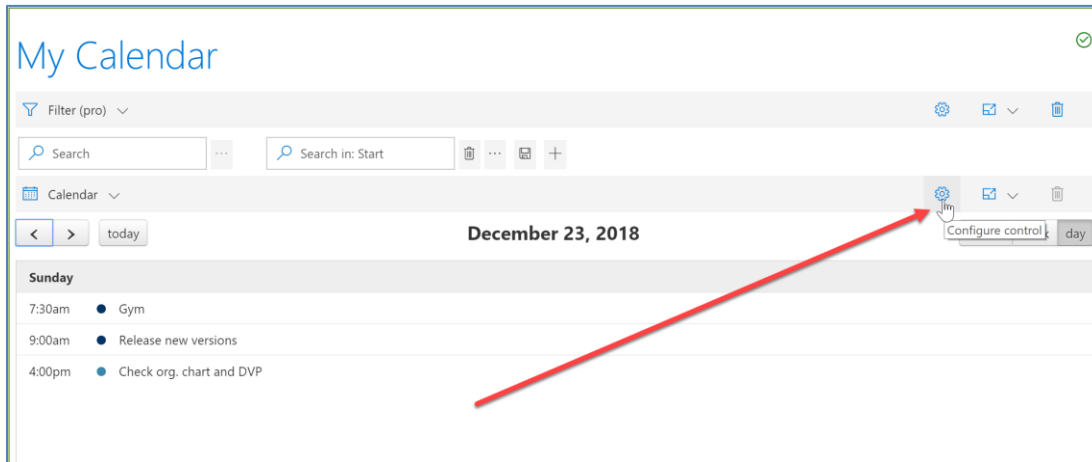 My Calendar
Filter (pro)
Search
Search in: Start
Calendar
today
December 23, 2018
Configure control
day
Sunday
7:30am Gym
9:00am Release new versions
4:00pm Check org. chart and DVP